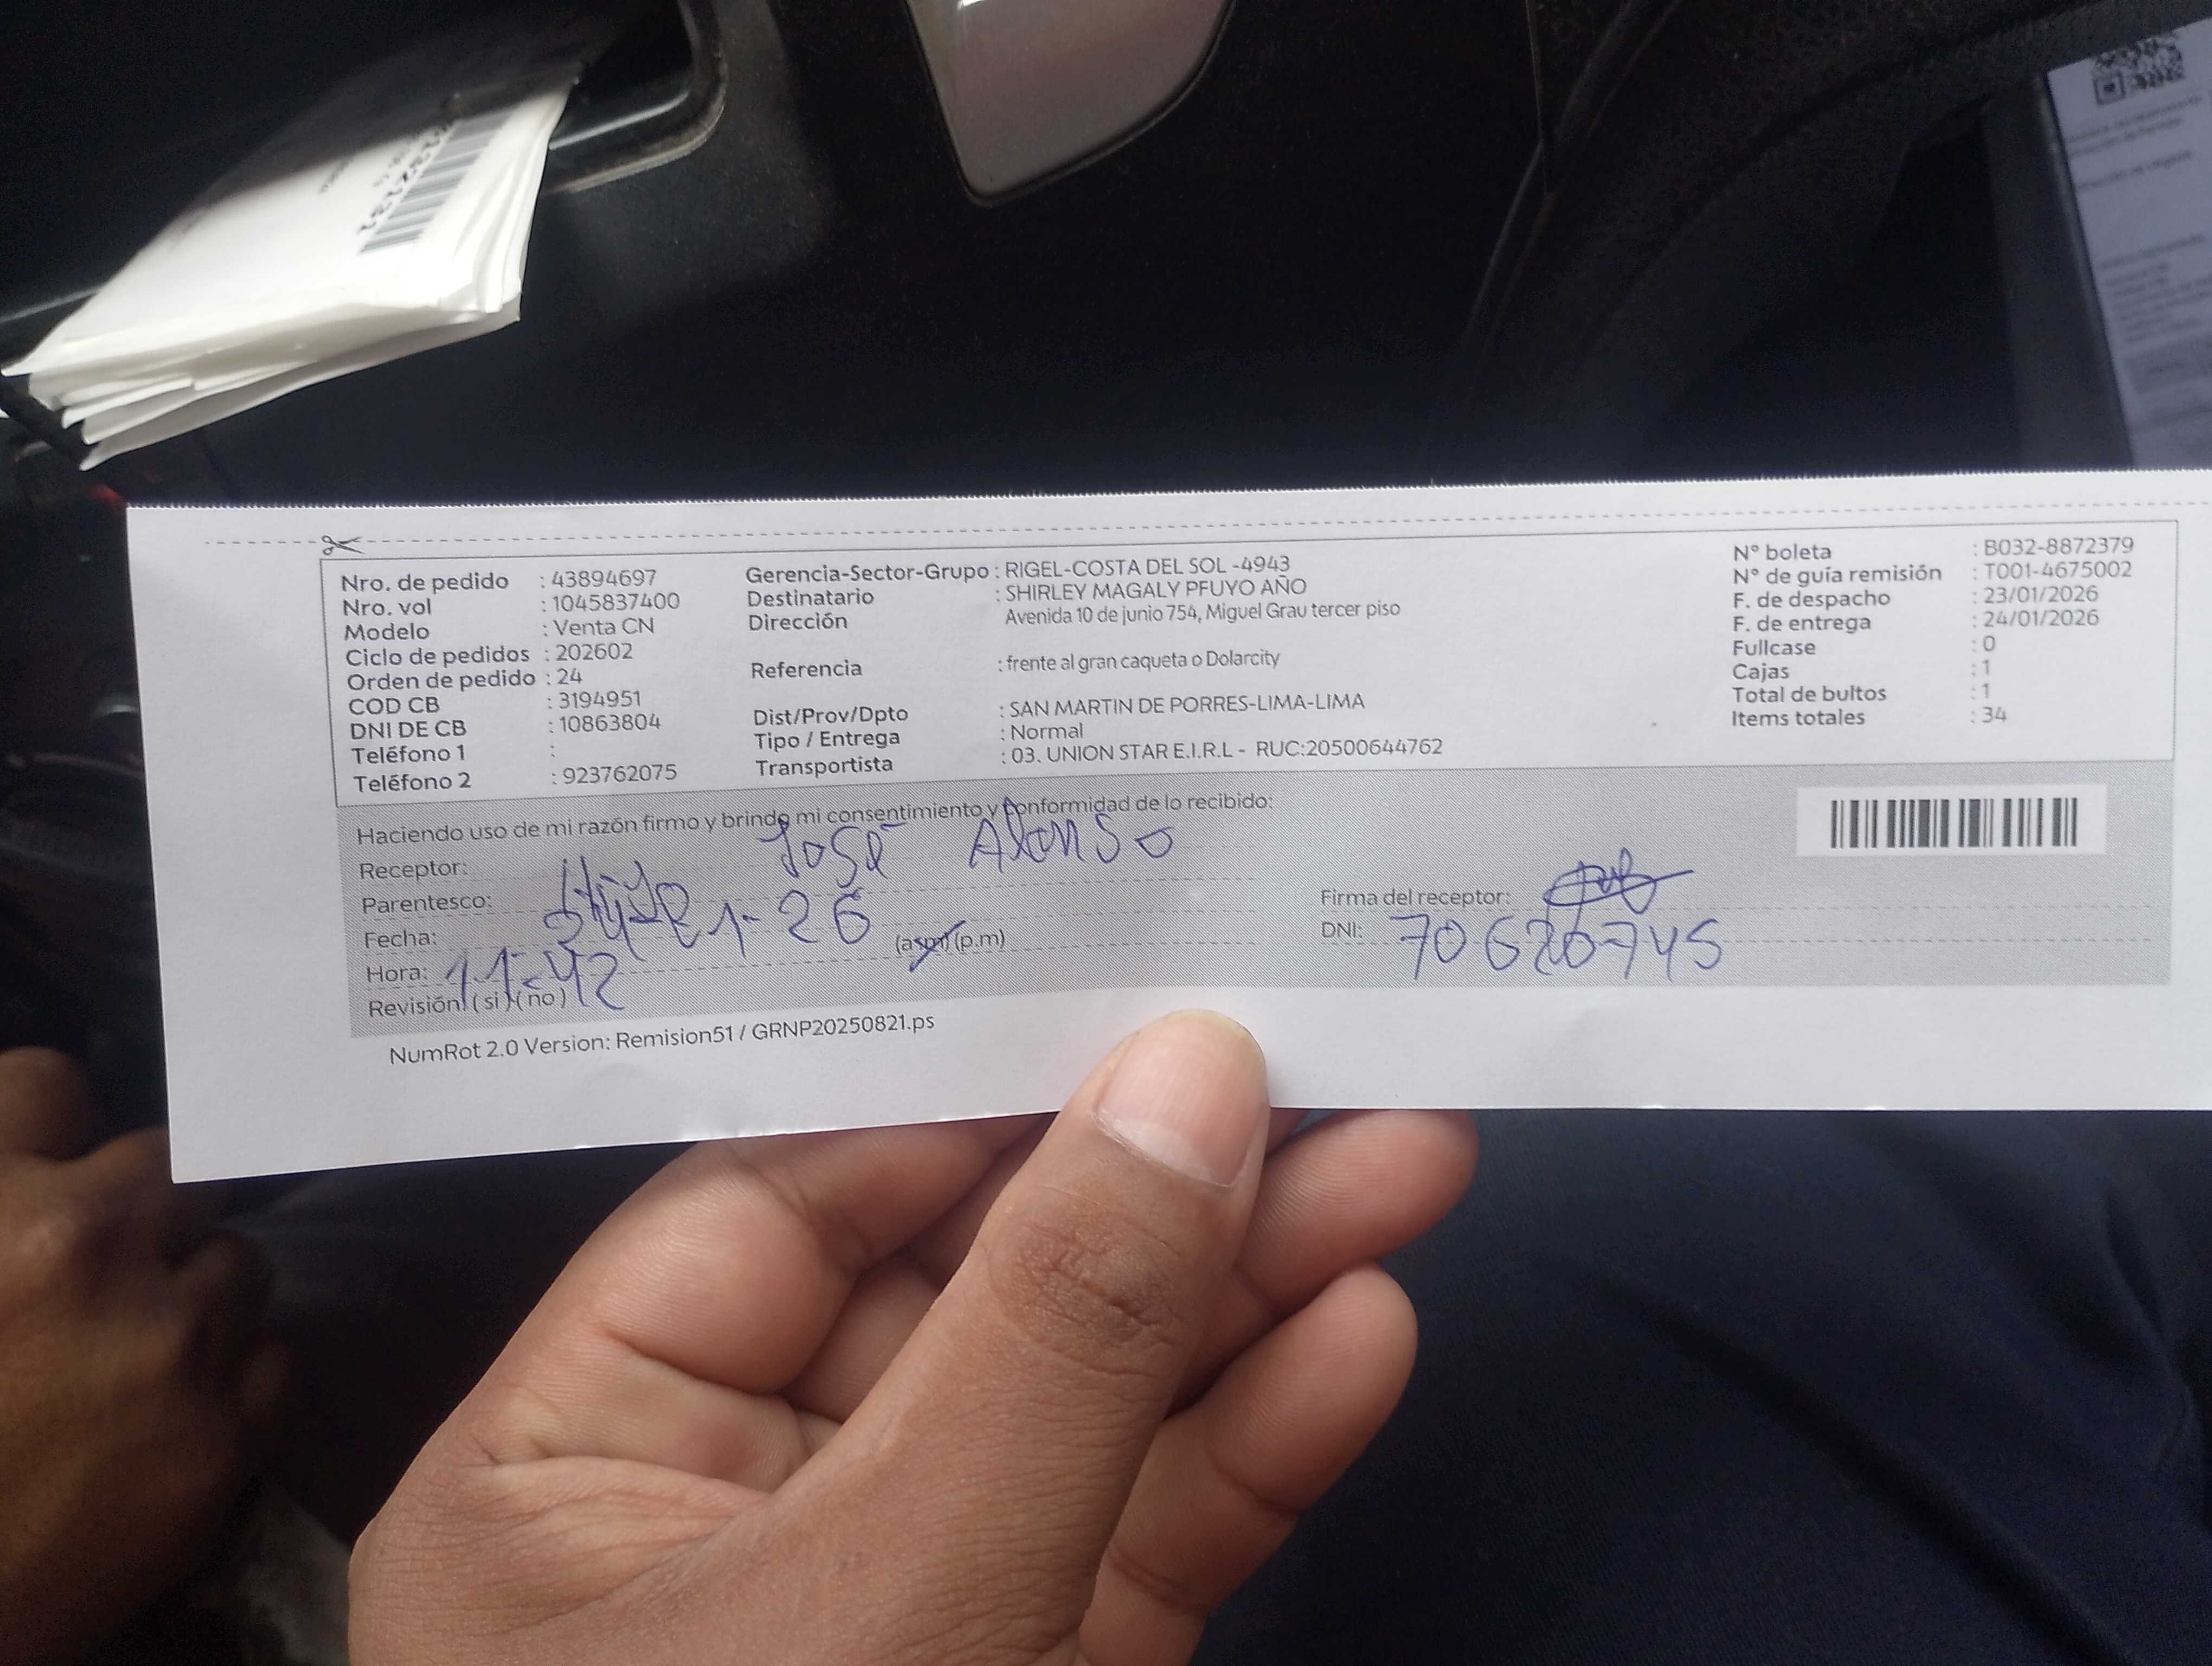 Nro. de pedido : 43894697
Nro. vol : 1045837400
Modelo : Venta CN
Ciclo de pedidos : 202602
Orden de pedido : 24
COD CB : 3194951
DNI DE CB : 10863804
Teléfono 1 :
Teléfono 2 : 923762075
Gerencia-Sector-Grupo : RIGEL-COSTA DEL SOL -4943
Destinatario : SHIRLEY MAGALY PFUYO AÑO
Dirección Avenida 10 de junio 754, Miguel Grau tercer piso
Referencia : frente al gran caqueta o Dolarcity
Dist/Prov/Dpto : SAN MARTIN DE PORRES-LIMA-LIMA
Tipo / Entrega : Normal
Transportista : 03. UNION STAR E.I.R.L - RUC:20500644762
N° boleta : B032-8872379
N° de guía remisión : T001-4675002
F. de despacho : 23/01/2026
F. de entrega : 24/01/2026
Fullcase : 0
Cajas : 1
Total de bultos : 1
Items totales : 34
Haciendo uso de mi razón firmo y brindo mi consentimiento y conformidad de lo recibido:
Receptor: José Alonso
Parentesco:
Fecha: 1-26
Hora: 11:42 (a.m) (p.m)
Revisión ( si ) ( no )
Firma del receptor:
DNI: 70620745
NumRot 2.0 Version: Remision51 / GRNP20250821.ps